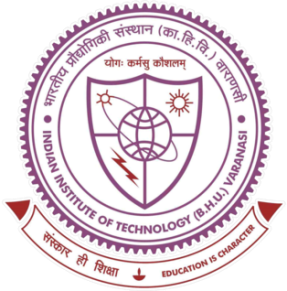 भारतीय प्रौद्योगिकी संस्थान (का.हि.वि.) वाराणसी
योगः कर्मसु कौशलम्
INDIAN INSTITUTE OF TECHNOLOGY (B.H.U.) VARANASI
संस्कार ही शिक्षा
EDUCATION IS CHARACTER